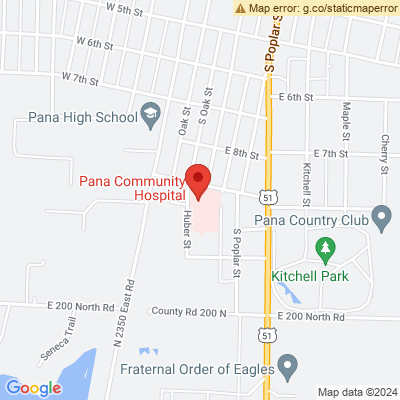 Map error: g.co/staticmaperror
W 5th St
S Poplar S
W 6th St
W 7th St
E 6th St
Oak St
S Oak St
Pana High School
Maple St
Cherry St
E 8th St
E 7th St
Kitchell St
Pana Community
Hospital
51
Pana Country Club
Huber St
S Poplar St
Kitchell Park
E 200 North Rd
County Rd 200 N
E 200 North Rd
N 2350 East Rd
Seneca Trail
51
Fraternal Order of Eagles
Google
Map data ©2024